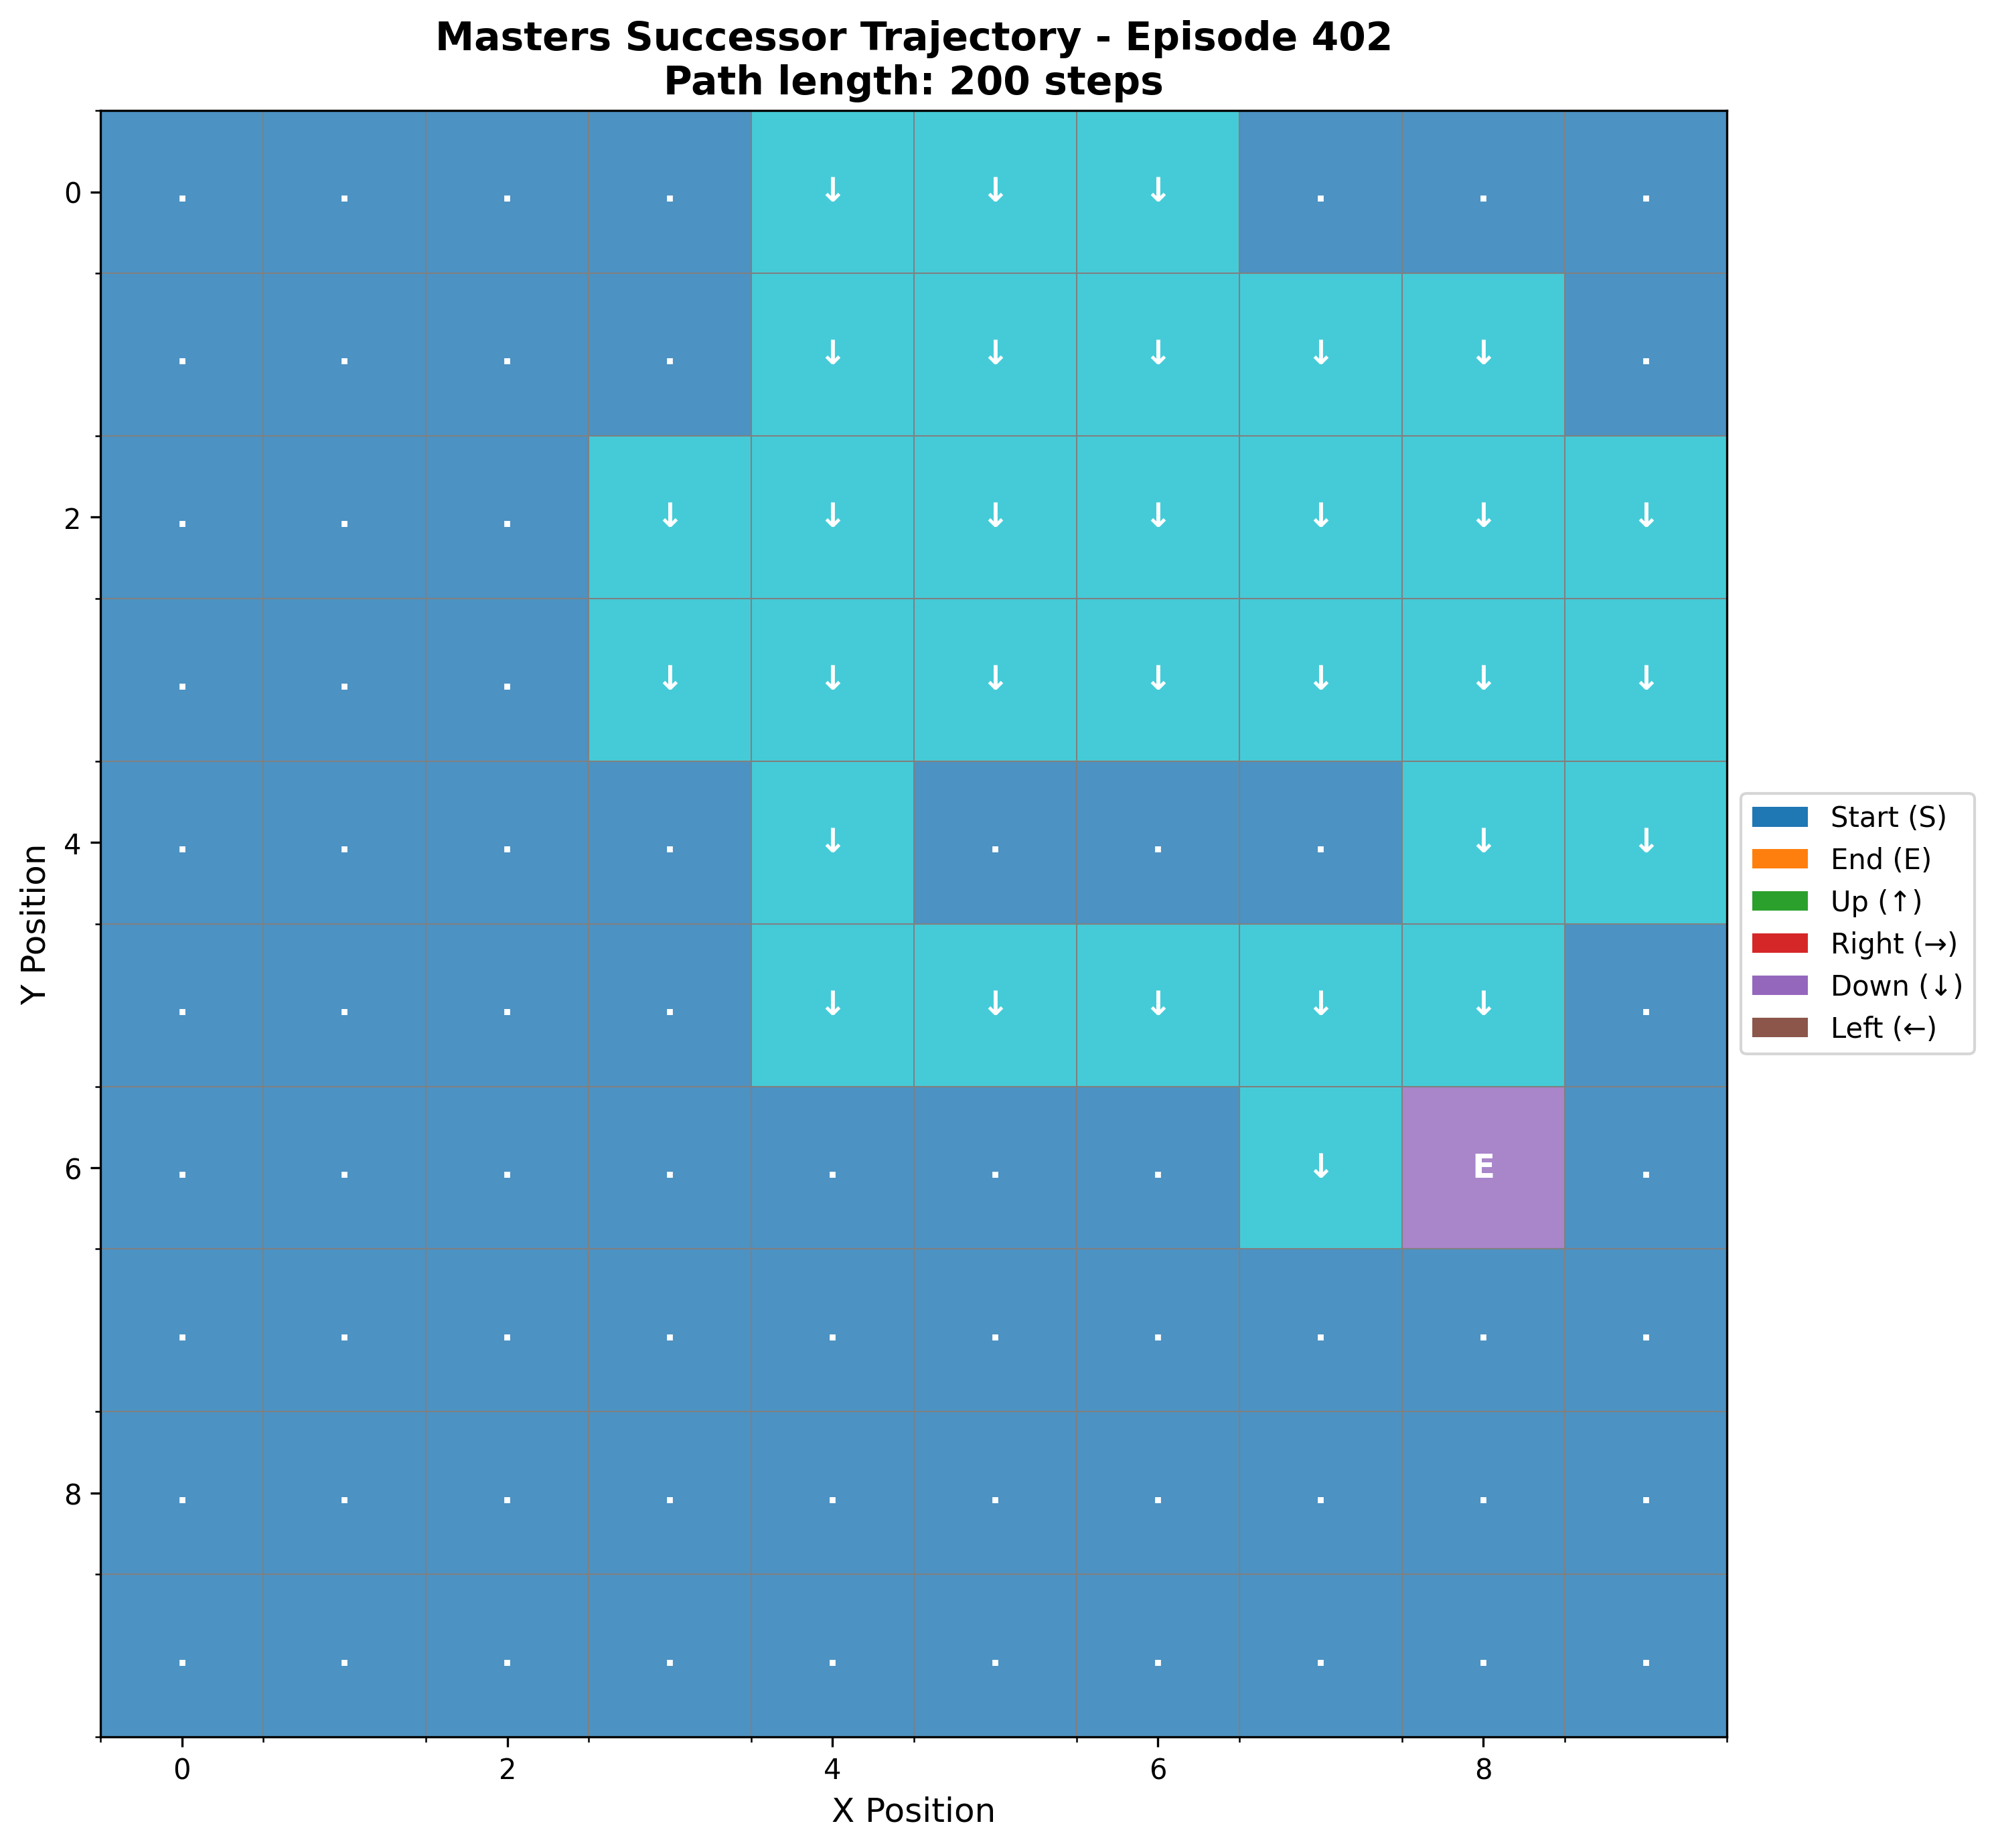 Masters Successor Trajectory - Episode 402
Path length: 200 steps
0 . . . . ↓ ↓ ↓ . . .
. . . . ↓ ↓ ↓ ↓ ↓ .
2 . . . ↓ ↓ ↓ ↓ ↓ ↓ ↓
. . . ↓ ↓ ↓ ↓ ↓ ↓ ↓
4 . . . . ↓ . . . ↓ ↓
. . . . ↓ ↓ ↓ ↓ ↓ .
6 . . . . . . . ↓ E .
. . . . . . . . . .
8 . . . . . . . . . .
. . . . . . . . . .
0 2 4 6 8
X Position
Y Position
Start (S)
End (E)
Up (↑)
Right (→)
Down (↓)
Left (←)